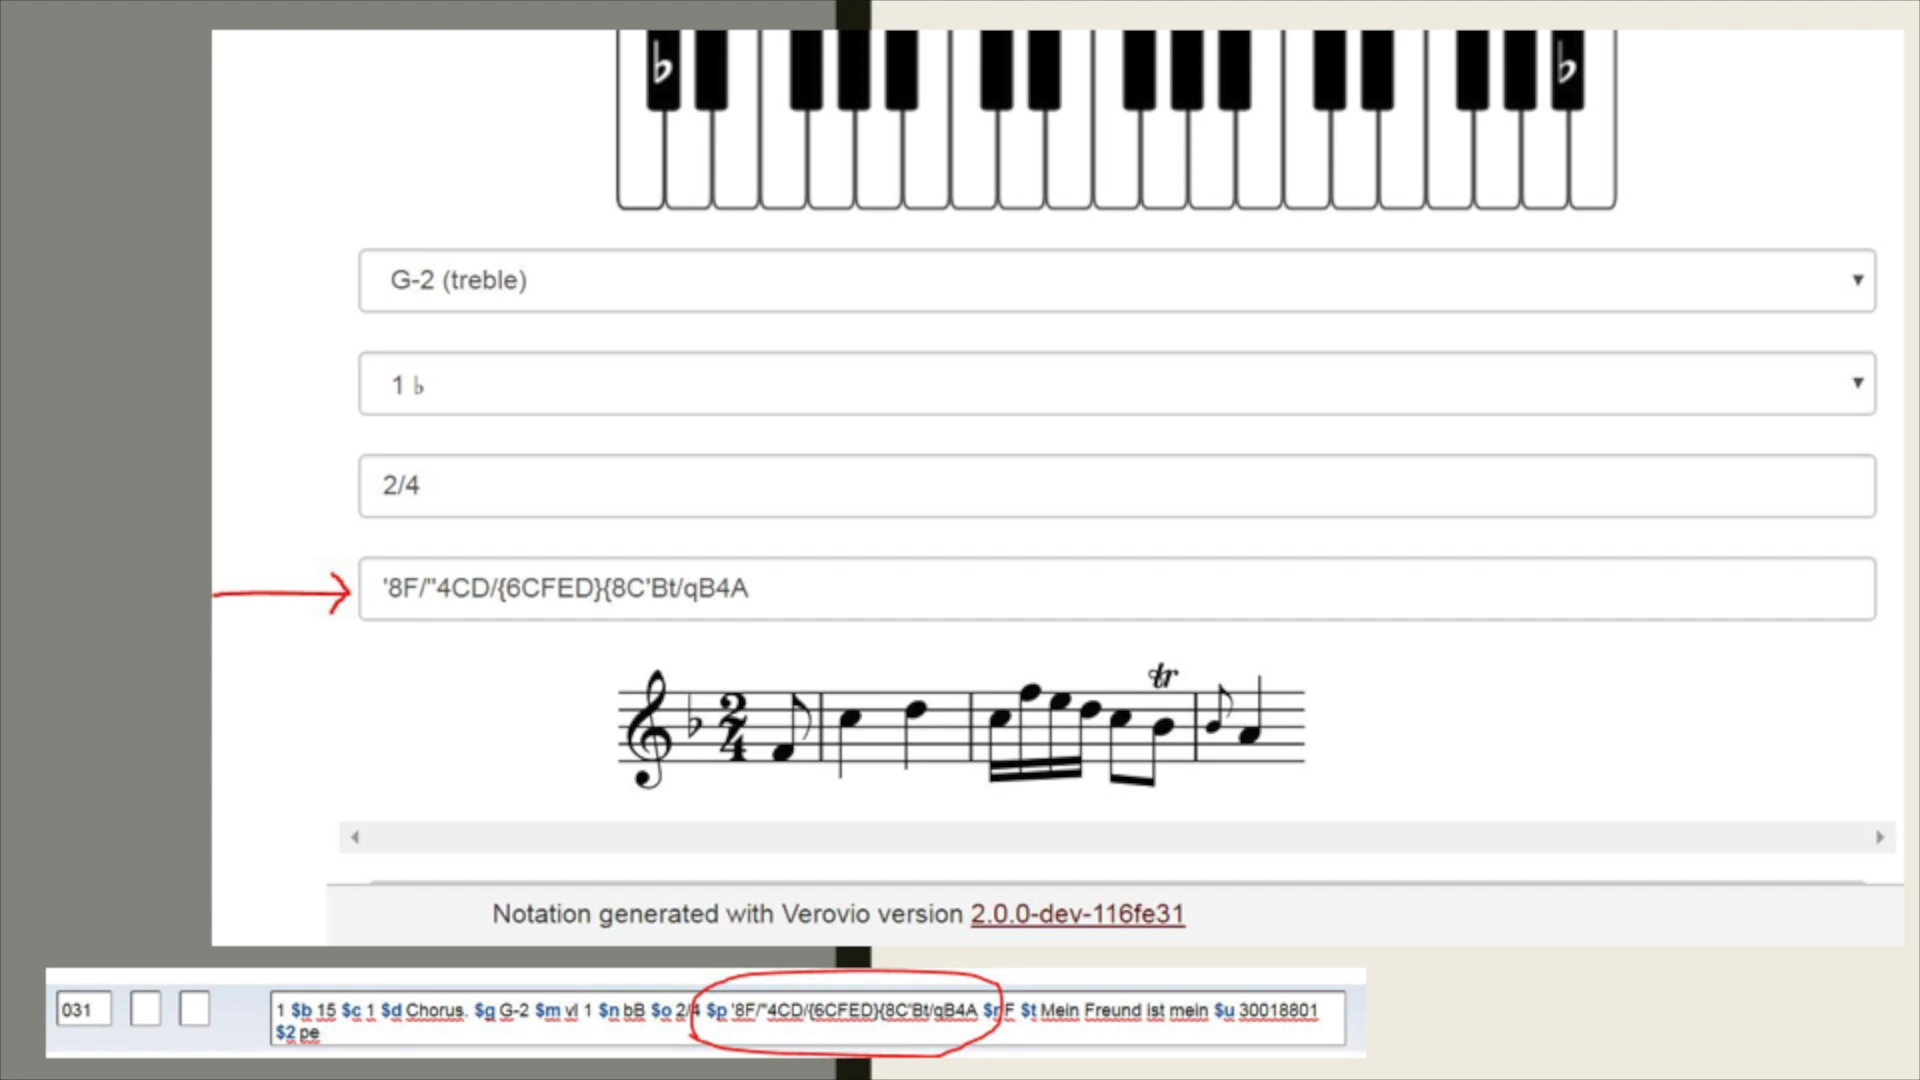 ♭ ♭
G-2 (treble)
1 ♭
2/4
'8F/"4CD/{6CFED}{8C'Bt/qB4A
tr
2
4
Notation generated with Verovio version 2.0.0-dev-116fe31
031
1 $b 15 $c 1 $d Chorus. $g G-2 $m vl 1 $n bB $o 2/4 $p '8F/"4CD/{6CFED}{8C'Bt/qB4A $r F $t Mein Freund ist mein $u 30018801
$2 pe